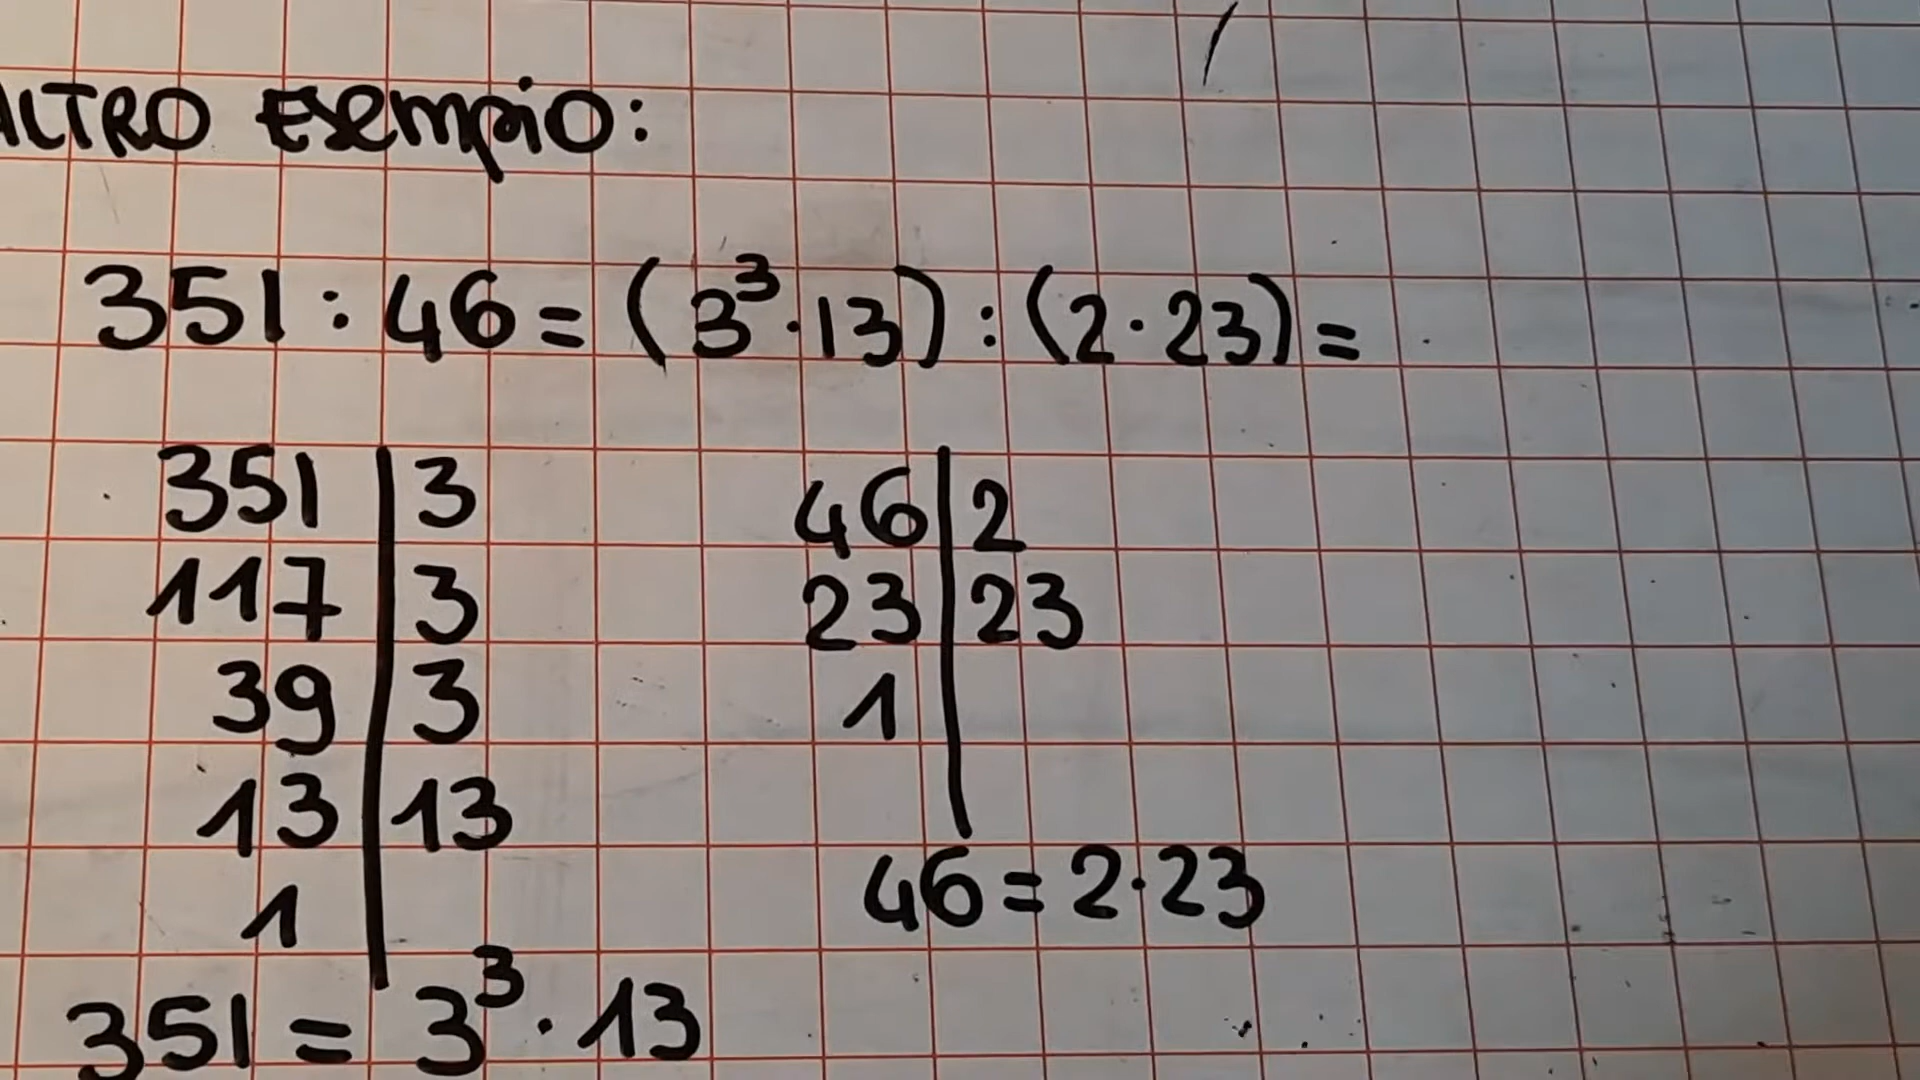 ALTRO Esempio:
351 : 46 = (3³·13) : (2·23) =
351 | 3
117 | 3
39 | 3
13 | 13
1
351 = 3³ · 13
46 | 2
23 | 23
1
46 = 2·23